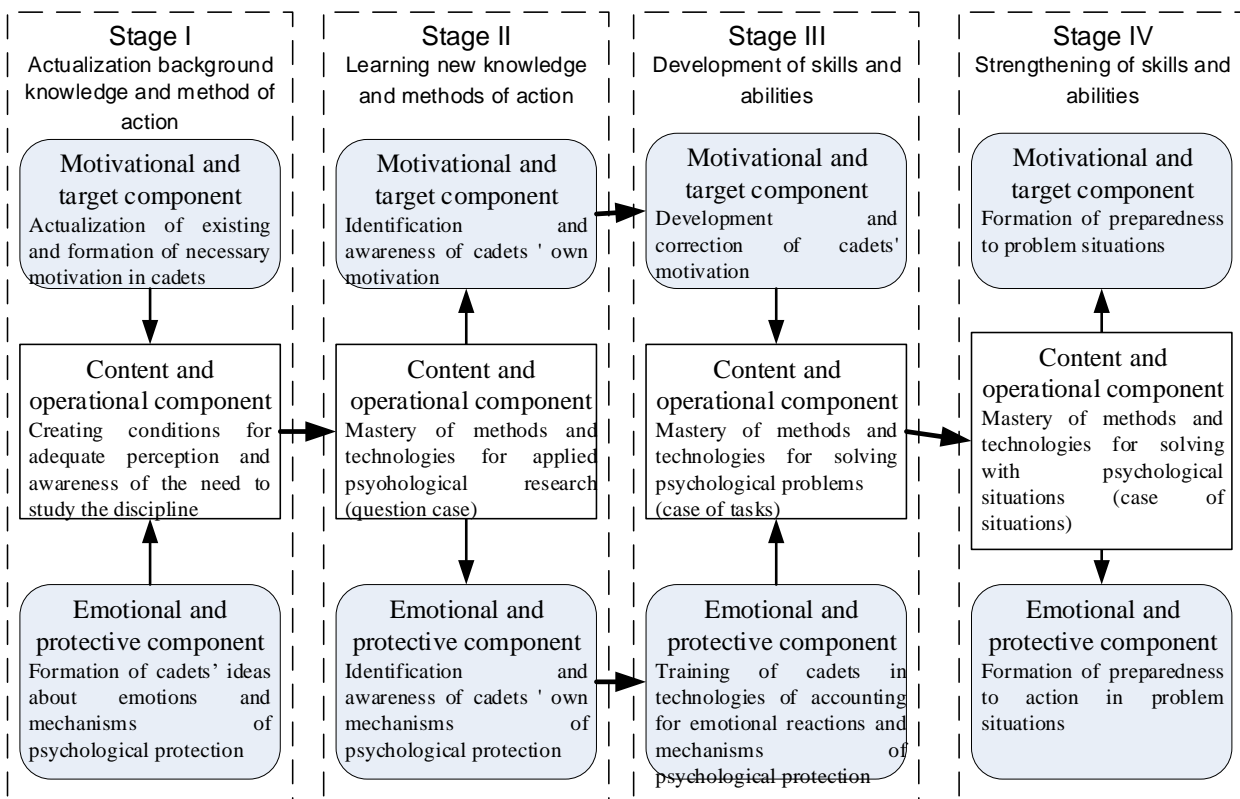 Stage I
Actualization background
knowledge and method of
action
Motivational and
target component
Actualization of existing
and formation of necessary
motivation in cadets
Content and
operational component
Creating conditions for
adequate perception and
awareness of the need to
study the discipline
Emotional and
protective component
Formation of cadets’ ideas
about emotions and
mechanisms of
psychological protection
Stage II
Learning new knowledge
and methods of action
Motivational and
target component
Identification and
awareness of cadets ' own
motivation
Content and
operational component
Mastery of methods and
technologies for applied
psyohological research
(question case)
Emotional and
protective component
Identification and
awareness of cadets ' own
mechanisms of
psychological protection
Stage III
Development of skills and
abilities
Motivational and
target component
Development and
correction of cadets'
motivation
Content and
operational component
Mastery of methods and
technologies for solving
psychological problems
(case of tasks)
Emotional and
protective component
Training of cadets in
technologies of accounting
for emotional reactions and
mechanisms of
psychological protection
Stage IV
Strengthening of skills and
abilities
Motivational and
target component
Formation of preparedness
to problem situations
Content and
operational component
Mastery of methods and
technologies for solving
with psychological
situations (case of
situations)
Emotional and
protective component
Formation of preparedness
to action in problem
situations